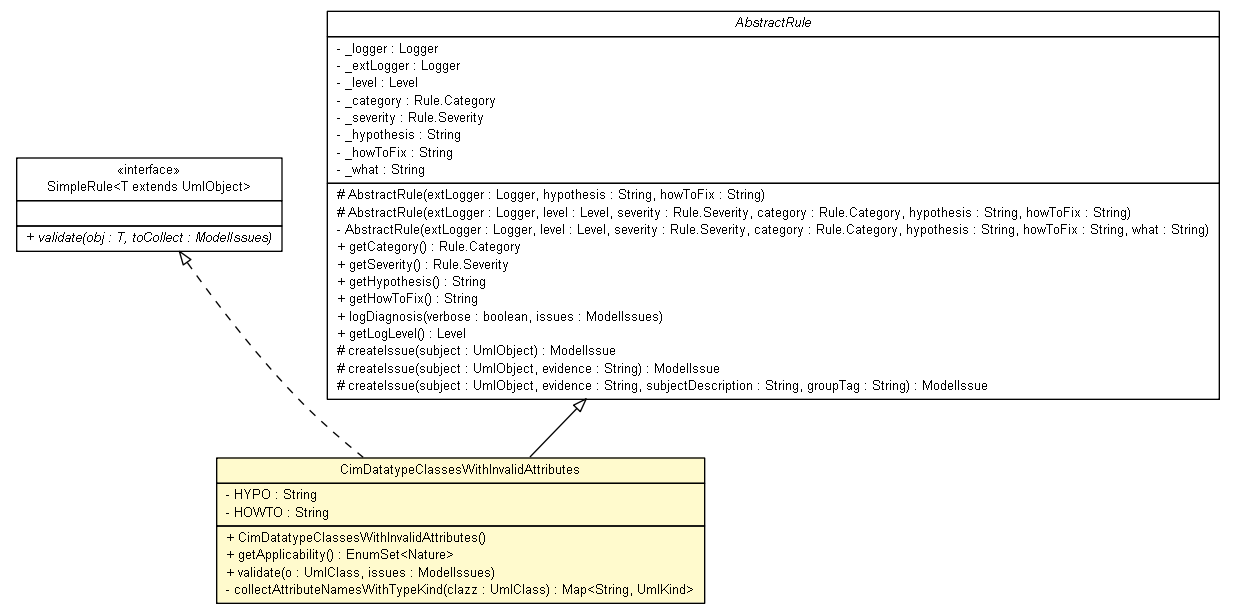 AbstractRule
- _logger : Logger
- _extLogger : Logger
- _level : Level
- _category : Rule.Category
- _severity : Rule.Severity
- _hypothesis : String
- _howToFix : String
- _what : String
# AbstractRule(extLogger : Logger, hypothesis : String, howToFix : String)
# AbstractRule(extLogger : Logger, level : Level, severity : Rule.Severity, category : Rule.Category, hypothesis : String, howToFix : String)
- AbstractRule(extLogger : Logger, level : Level, severity : Rule.Severity, category : Rule.Category, hypothesis : String, howToFix : String, what : String)
+ getCategory() : Rule.Category
+ getSeverity() : Rule.Severity
+ getHypothesis() : String
+ getHowToFix() : String
+ logDiagnosis(verbose : boolean, issues : ModelIssues)
+ getLogLevel() : Level
# createIssue(subject : UmlObject) : ModelIssue
# createIssue(subject : UmlObject, evidence : String) : ModelIssue
# createIssue(subject : UmlObject, evidence : String, subjectDescription : String, groupTag : String) : ModelIssue
«interface»
SimpleRule<T extends UmlObject>
+ validate(obj : T, toCollect : ModelIssues)
CimDatatypeClassesWithInvalidAttributes
- HYPO : String
- HOWTO : String
+ CimDatatypeClassesWithInvalidAttributes()
+ getApplicability() : EnumSet<Nature>
+ validate(o : UmlClass, issues : ModelIssues)
- collectAttributeNamesWithTypeKind(clazz : UmlClass) : Map<String, UmlKind>